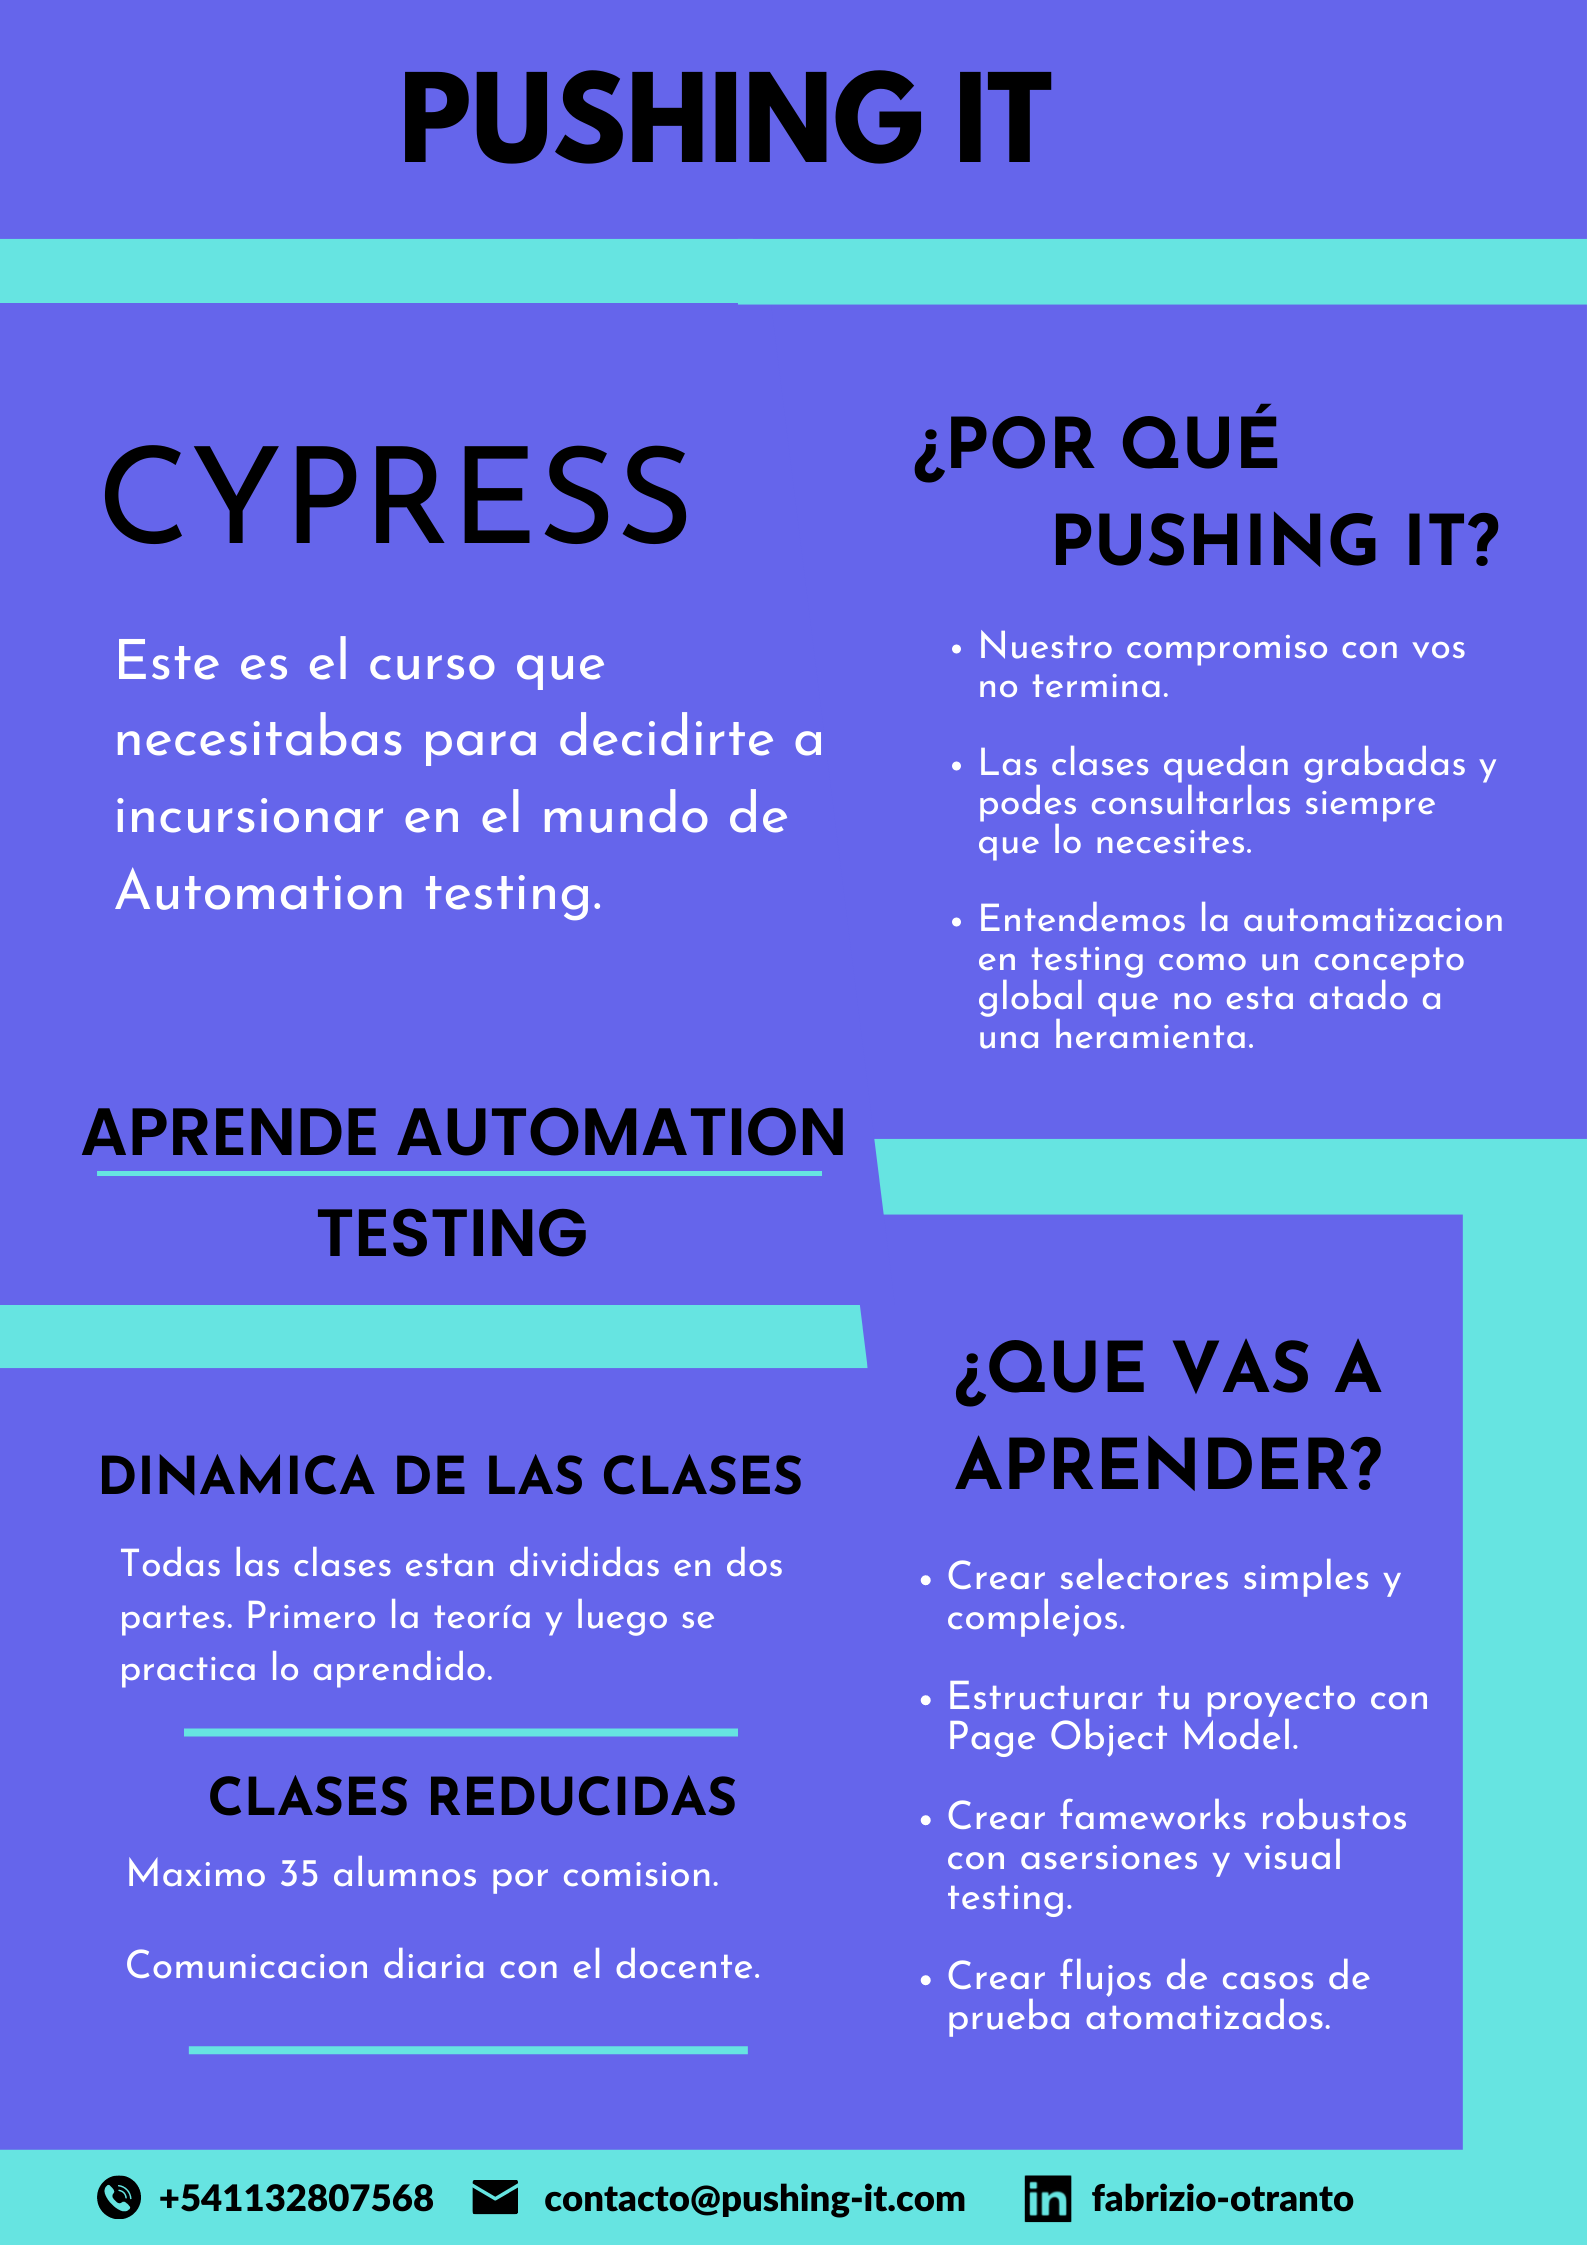 PUSHING IT
CYPRESS
Este es el curso que
necesitabas para decidirte a
incursionar en el mundo de
Automation testing.
APRENDE AUTOMATION
TESTING
¿POR QUÉ
PUSHING IT?
• Nuestro compromiso con vos
no termina.
• Las clases quedan grabadas y
podes consultarlas siempre
que lo necesites.
• Entendemos la automatizacion
en testing como un concepto
global que no esta atado a
una heramienta.
DINAMICA DE LAS CLASES
Todas las clases estan divididas en dos
partes. Primero la teoría y luego se
practica lo aprendido.
CLASES REDUCIDAS
Maximo 35 alumnos por comision.
Comunicacion diaria con el docente.
¿QUE VAS A
APRENDER?
• Crear selectores simples y
complejos.
• Estructurar tu proyecto con
Page Object Model.
• Crear fameworks robustos
con asersiones y visual
testing.
• Crear flujos de casos de
prueba atomatizados.
+541132807568 contacto@pushing-it.com in fabrizio-otranto